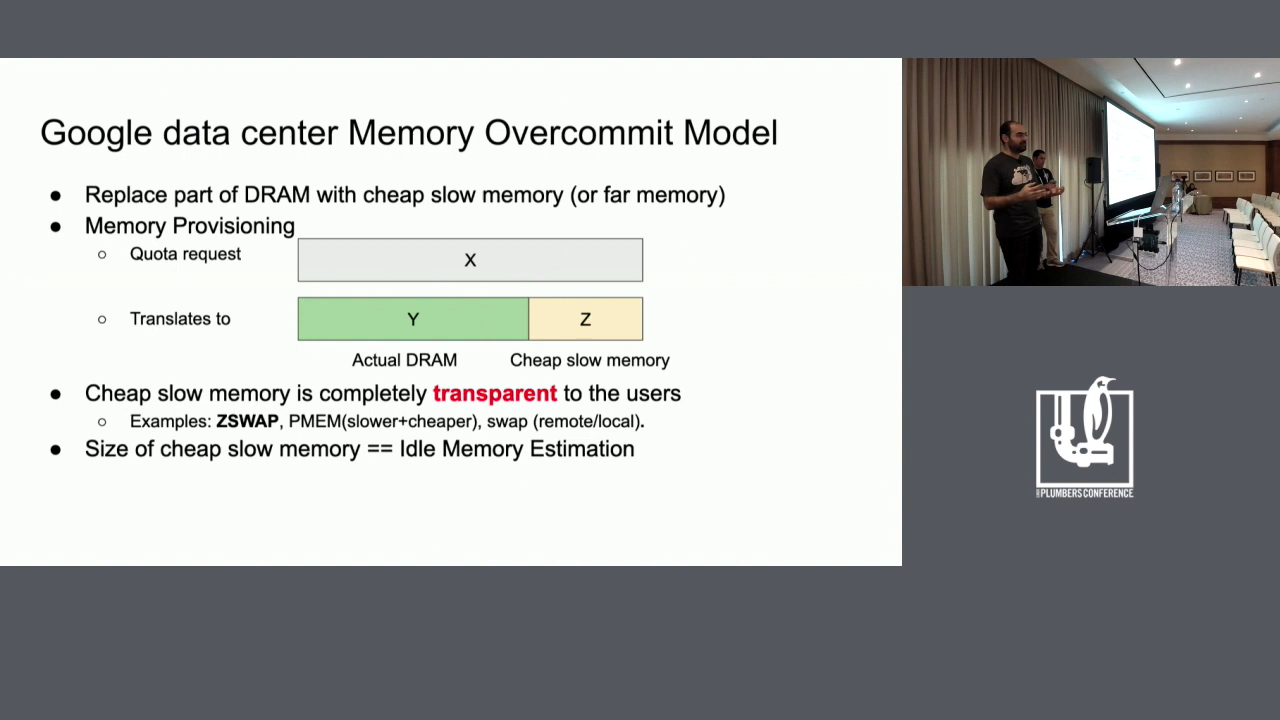 Google data center Memory Overcommit Model
● Replace part of DRAM with cheap slow memory (or far memory)
● Memory Provisioning
○ Quota request
X
○ Translates to
Y Z
Actual DRAM Cheap slow memory
● Cheap slow memory is completely transparent to the users
○ Examples: ZSWAP, PMEM(slower+cheaper), swap (remote/local).
● Size of cheap slow memory == Idle Memory Estimation
PLUMBERS CONFERENCE